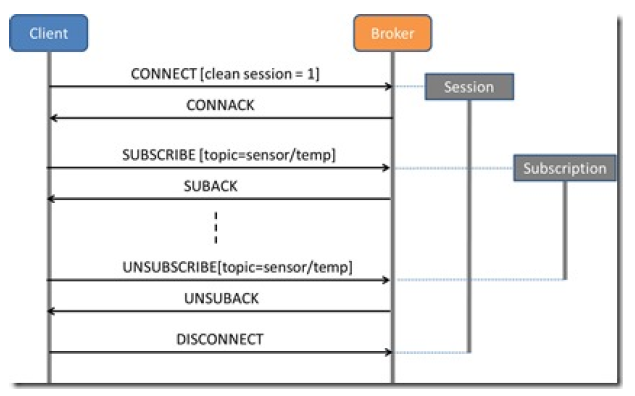 Client
Broker
CONNECT [clean session = 1]
Session
CONNACK
SUBSCRIBE [topic=sensor/temp]
Subscription
SUBACK
UNSUBSCRIBE[topic=sensor/temp]
UNSUBACK
DISCONNECT